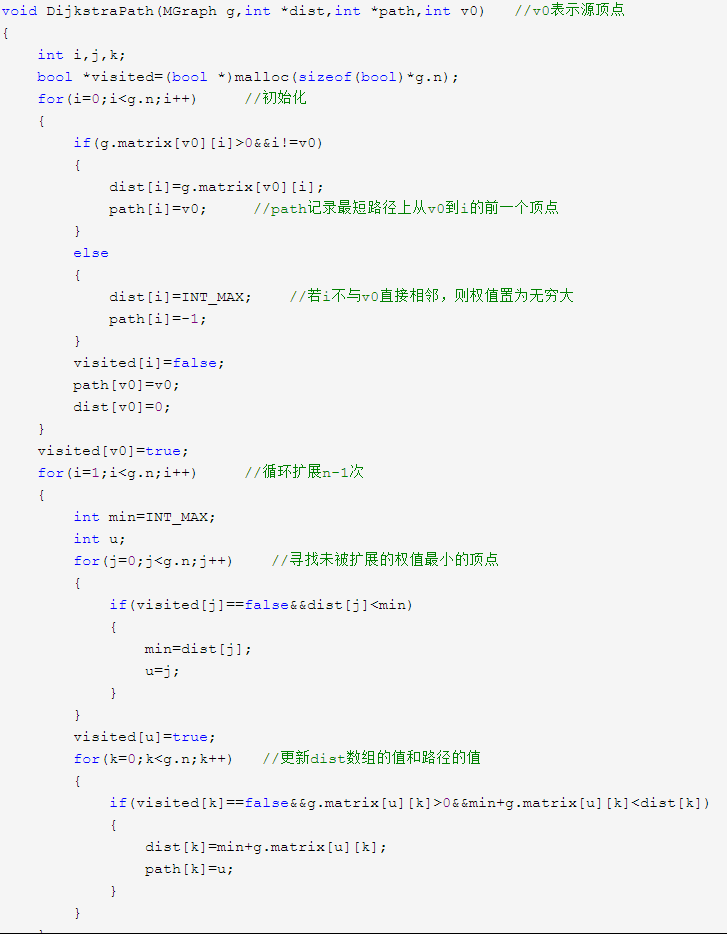 void DijkstraPath(MGraph g,int *dist,int *path,int v0)   //v0表示源顶点
{
    int i,j,k;
    bool *visited=(bool *)malloc(sizeof(bool)*g.n);
    for(i=0;i<g.n;i++)     //初始化
    {
        if(g.matrix[v0][i]>0&&i!=v0)
        {
            dist[i]=g.matrix[v0][i];
            path[i]=v0;     //path记录最短路径上从v0到i的前一个顶点
        }
        else
        {
            dist[i]=INT_MAX;    //若i不与v0直接相邻，则权值置为无穷大
            path[i]=-1;
        }
        visited[i]=false;
        path[v0]=v0;
        dist[v0]=0;
    }
    visited[v0]=true;
    for(i=1;i<g.n;i++)     //循环扩展n-1次
    {
        int min=INT_MAX;
        int u;
        for(j=0;j<g.n;j++)    //寻找未被扩展的权值最小的顶点
        {
            if(visited[j]==false&&dist[j]<min)
            {
                min=dist[j];
                u=j;
            }
        }
        visited[u]=true;
        for(k=0;k<g.n;k++)   //更新dist数组的值和路径的值
        {
            if(visited[k]==false&&g.matrix[u][k]>0&&min+g.matrix[u][k]<dist[k])
            {
                dist[k]=min+g.matrix[u][k];
                path[k]=u;
            }
        }